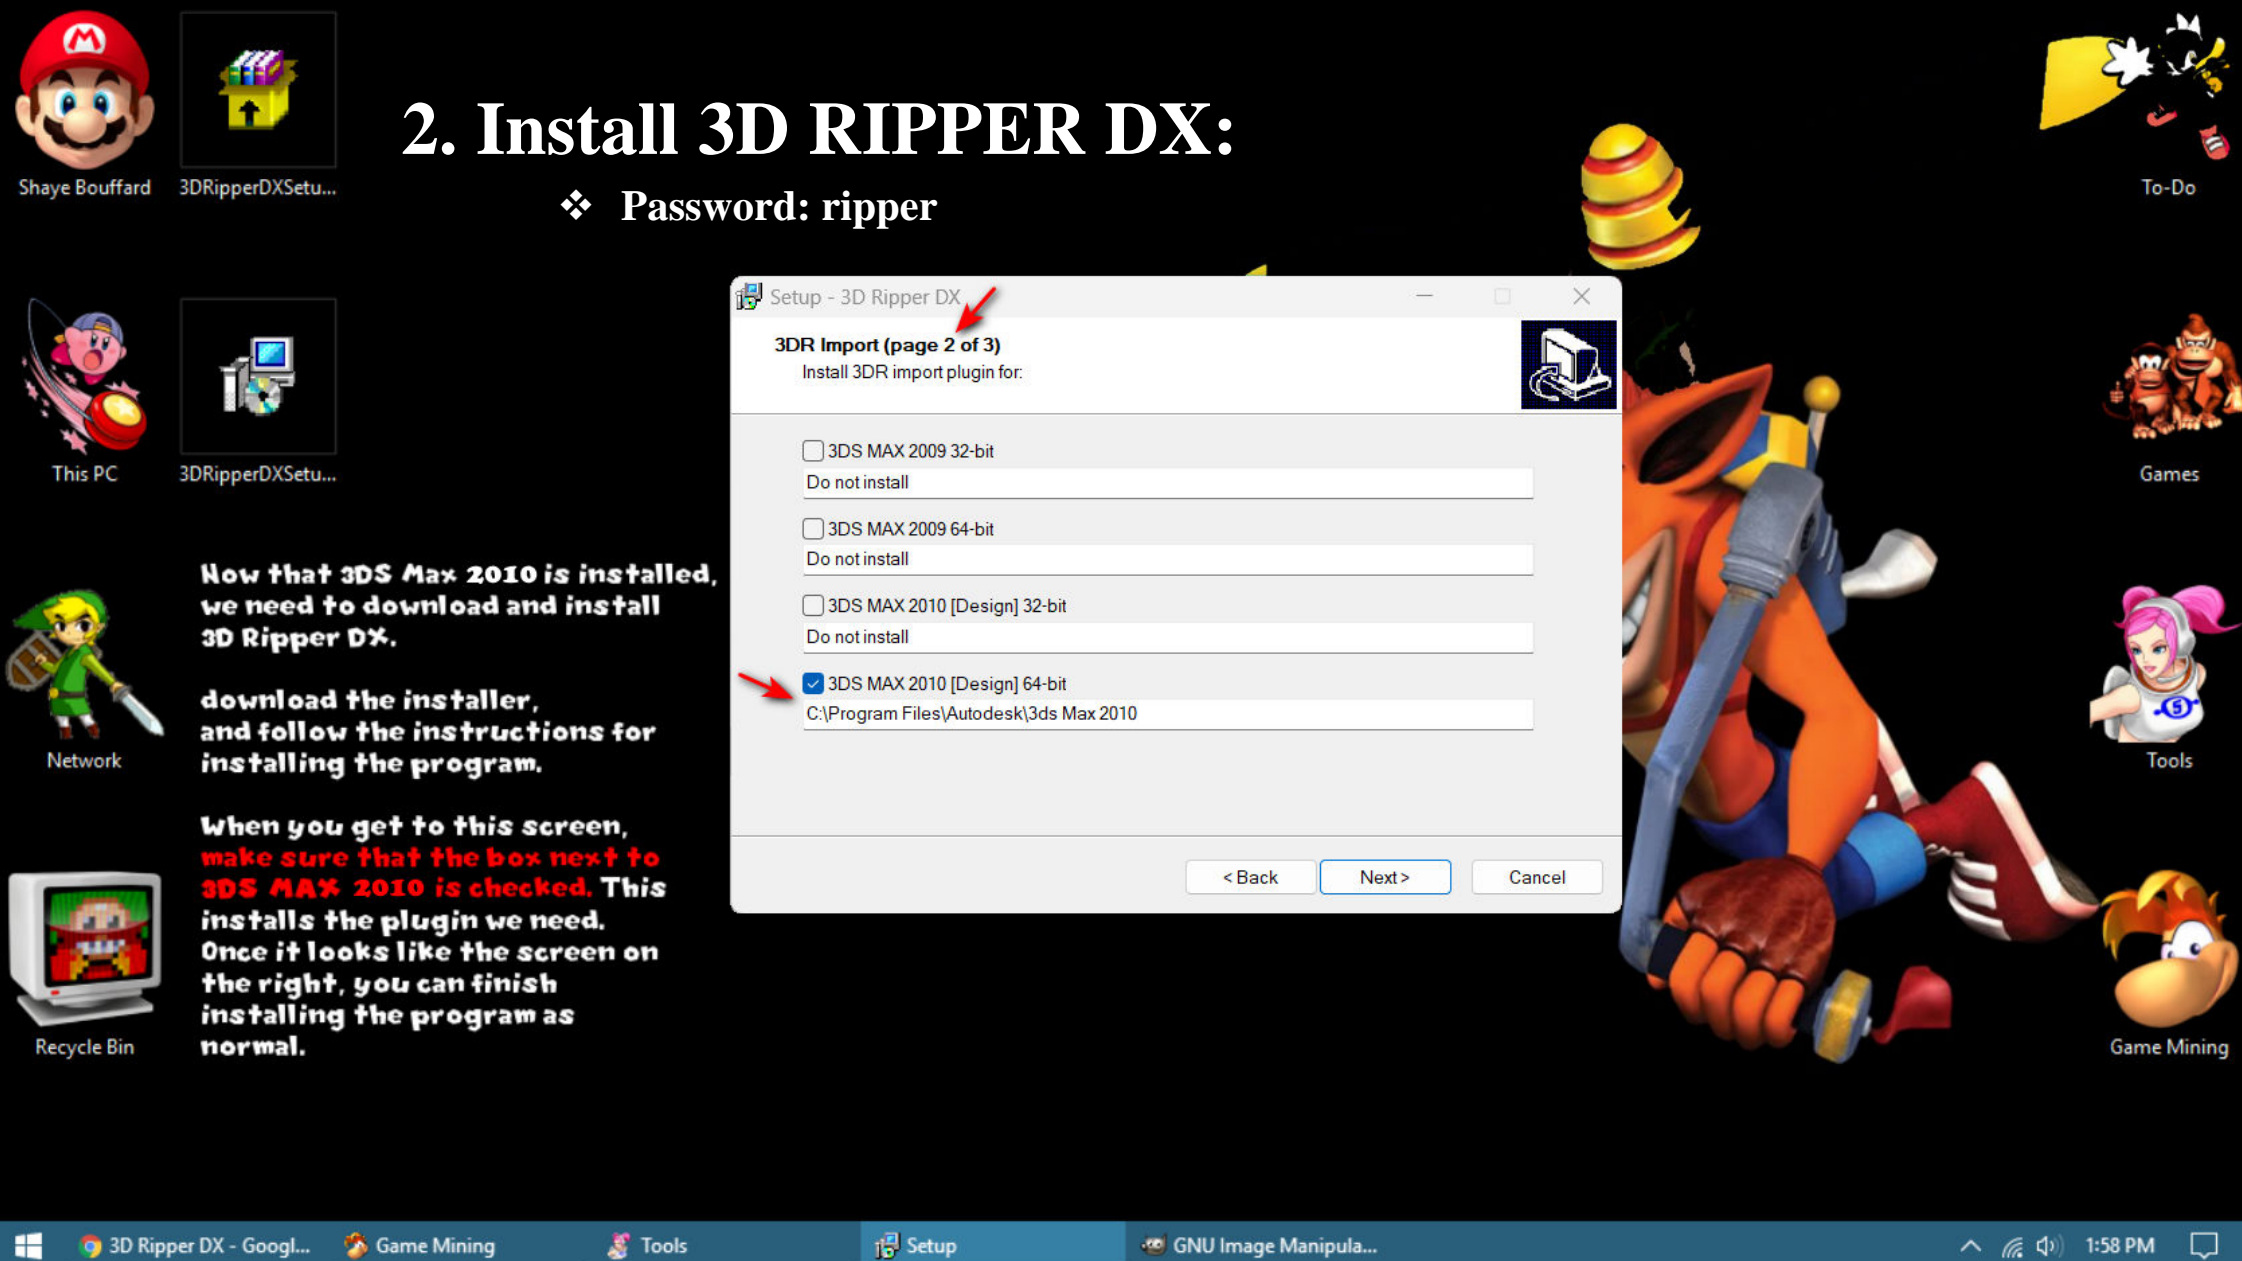 2. Install 3D RIPPER DX:
❖ Password: ripper
Shaye Bouffard
3DRipperDXSetu...
To-Do
This PC
3DRipperDXSetu...
Games
Network
Tools
Recycle Bin
Game Mining
Now that 3DS Max 2010 is installed,
we need to download and install
3D Ripper DX.
download the installer,
and follow the instructions for
installing the program.
When you get to this screen,
make sure that the box next to
3DS MAX 2010 is checked. This
installs the plugin we need.
Once it looks like the screen on
the right, you can finish
installing the program as
normal.
Setup - 3D Ripper DX
3DR Import (page 2 of 3)
Install 3DR import plugin for:
3DS MAX 2009 32-bit
Do not install
3DS MAX 2009 64-bit
Do not install
3DS MAX 2010 [Design] 32-bit
Do not install
3DS MAX 2010 [Design] 64-bit
C:\Program Files\Autodesk\3ds Max 2010
< Back
Next >
Cancel
3D Ripper DX - Googl...
Game Mining
Tools
Setup
GNU Image Manipula...
1:58 PM